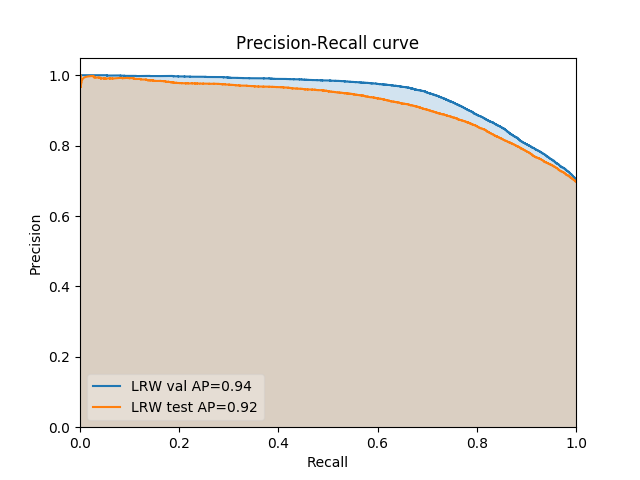 Precision-Recall curve
1.0
0.8
0.6
0.4
0.2
0.0
Precision
LRW val AP=0.94
LRW test AP=0.92
0.0 0.2 0.4 0.6 0.8 1.0
Recall